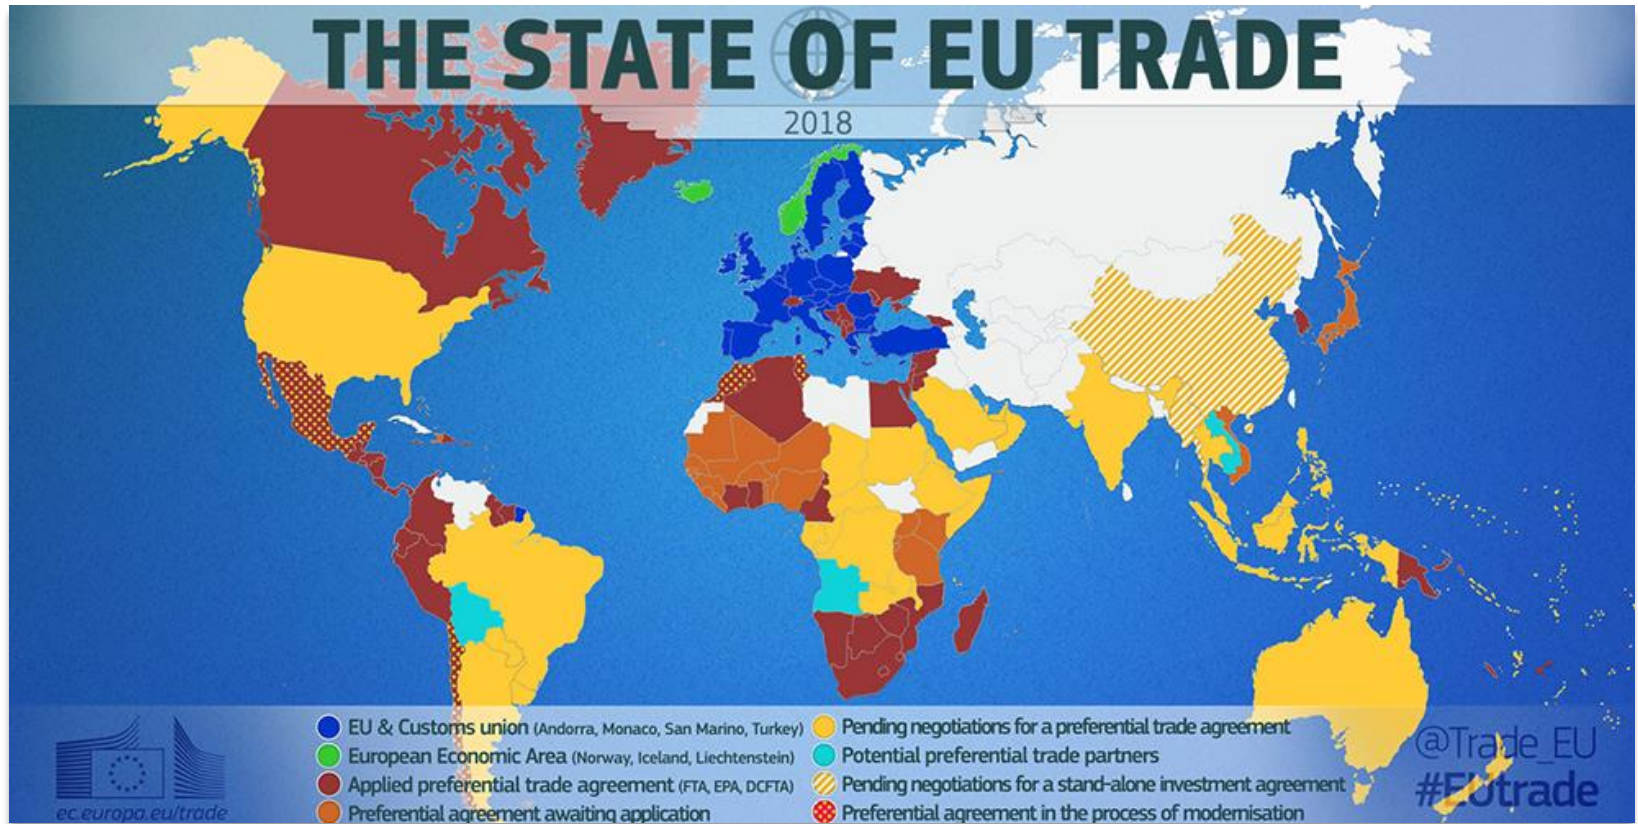 THE STATE OF EU TRADE
2018
EU & Customs union (Andorra, Monaco, San Marino, Turkey)
European Economic Area (Norway, Iceland, Liechtenstein)
Applied preferential trade agreement (FTA, EPA, DCFTA)
Preferential agreement awaiting application
Pending negotiations for a preferential trade agreement
Potential preferential trade partners
Pending negotiations for a stand-alone investment agreement
Preferential agreement in the process of modernisation
ec.europa.eu/trade
@Trade_EU
#EUtrade